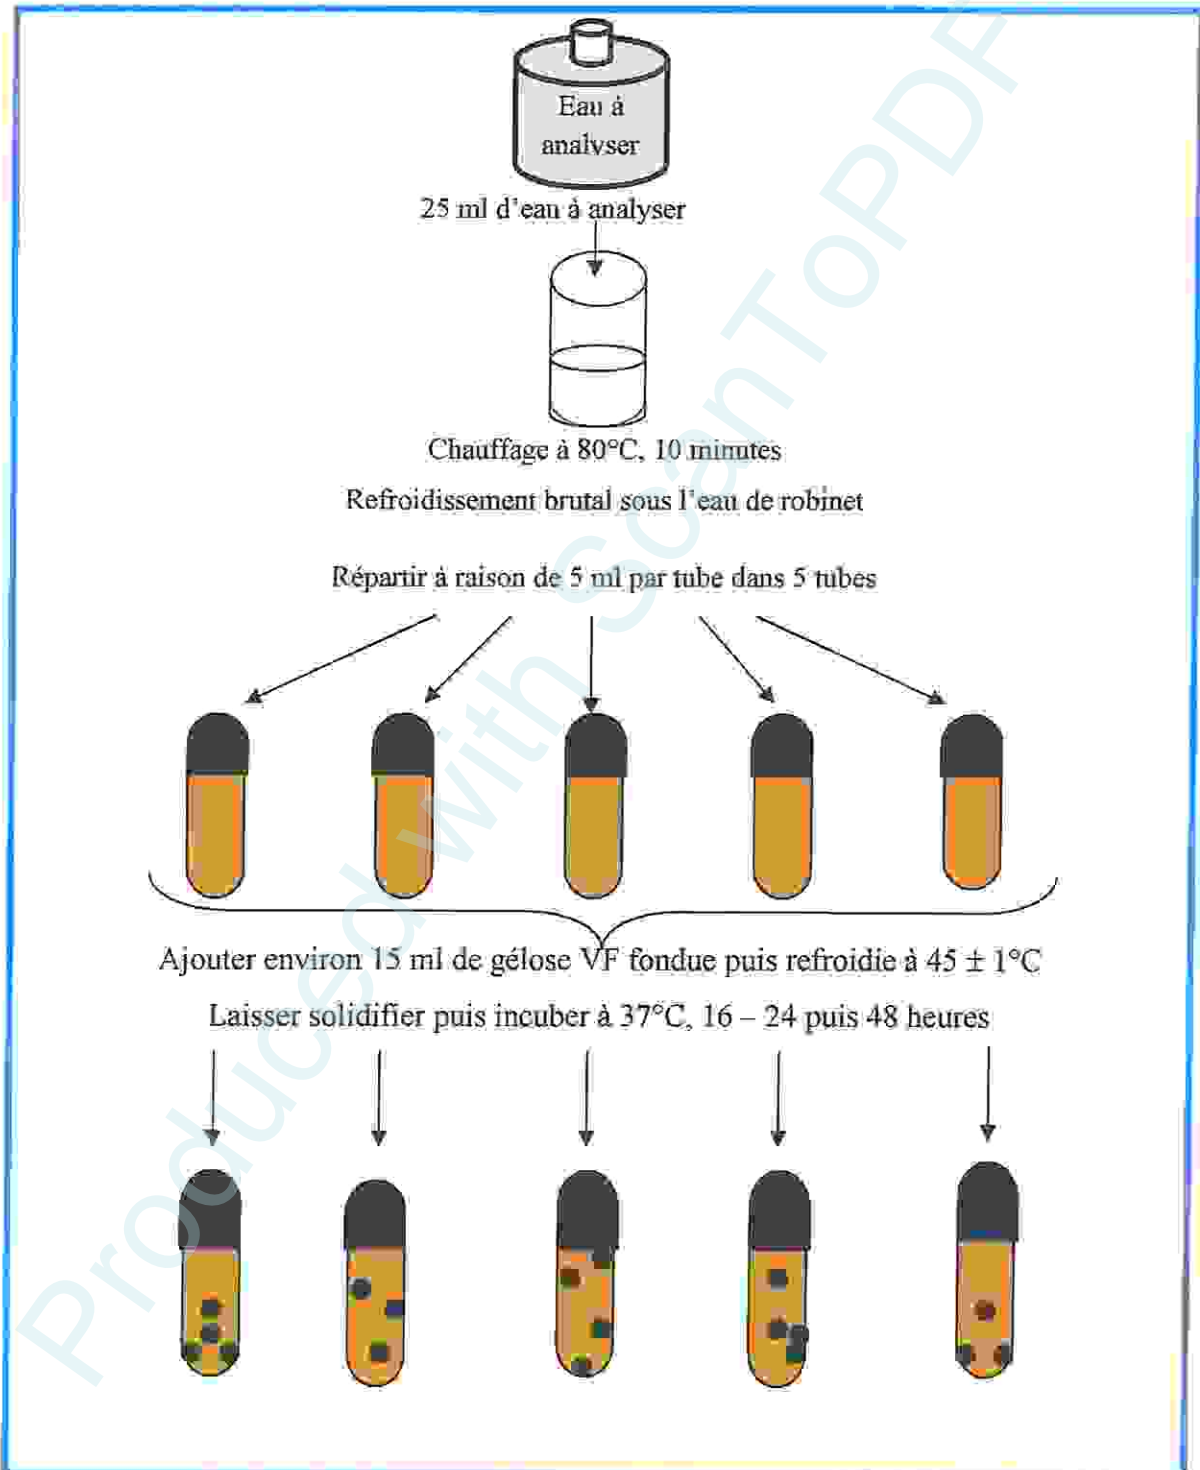 Eau à
analyser
25 ml d'eau à analyser
Chauffage à 80°C, 10 minutes
Refroidissement brutal sous l'eau de robinet
Répartir à raison de 5 ml par tube dans 5 tubes
Ajouter environ 15 ml de gélose VF fondue puis refroidie à 45 ± 1°C
Laisser solidifier puis incuber à 37°C, 16 – 24 puis 48 heures
Produced with ScanToPDF